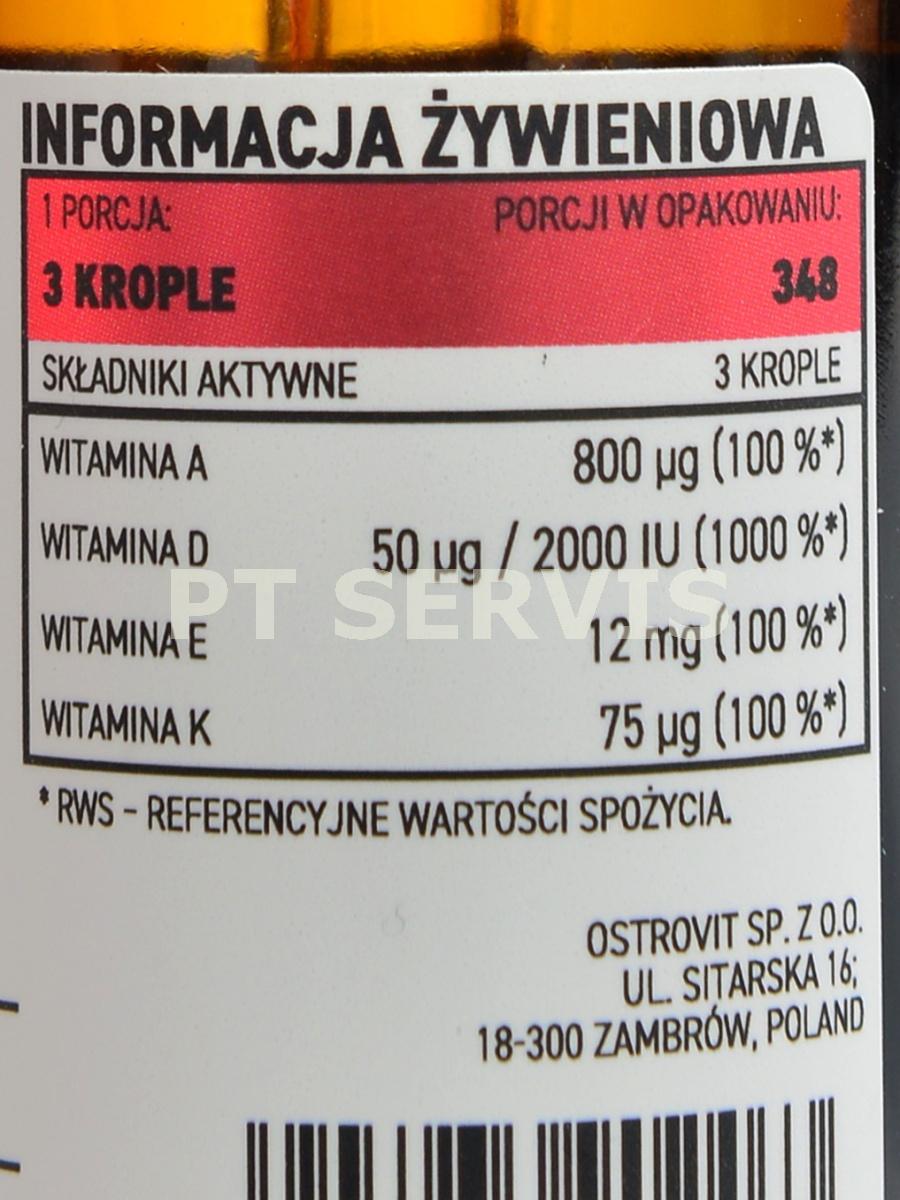 INFORMACJA ŻYWIENIOWA
1 PORCJA: PORCJI W OPAKOWANIU:
3 KROPLE 348
SKŁADNIKI AKTYWNE 3 KROPLE
WITAMINA A 800 µg (100 %*)
WITAMINA D 50 µg / 2000 IU (1000 %*)
PT SERVIS
WITAMINA E 12 mg (100 %*)
WITAMINA K 75 µg (100 %*)
* RWS – REFERENCYJNE WARTOŚCI SPOŻYCIA.
OSTROVIT SP. Z O.O.
UL. SITARSKA 16;
18-300 ZAMBRÓW, POLAND